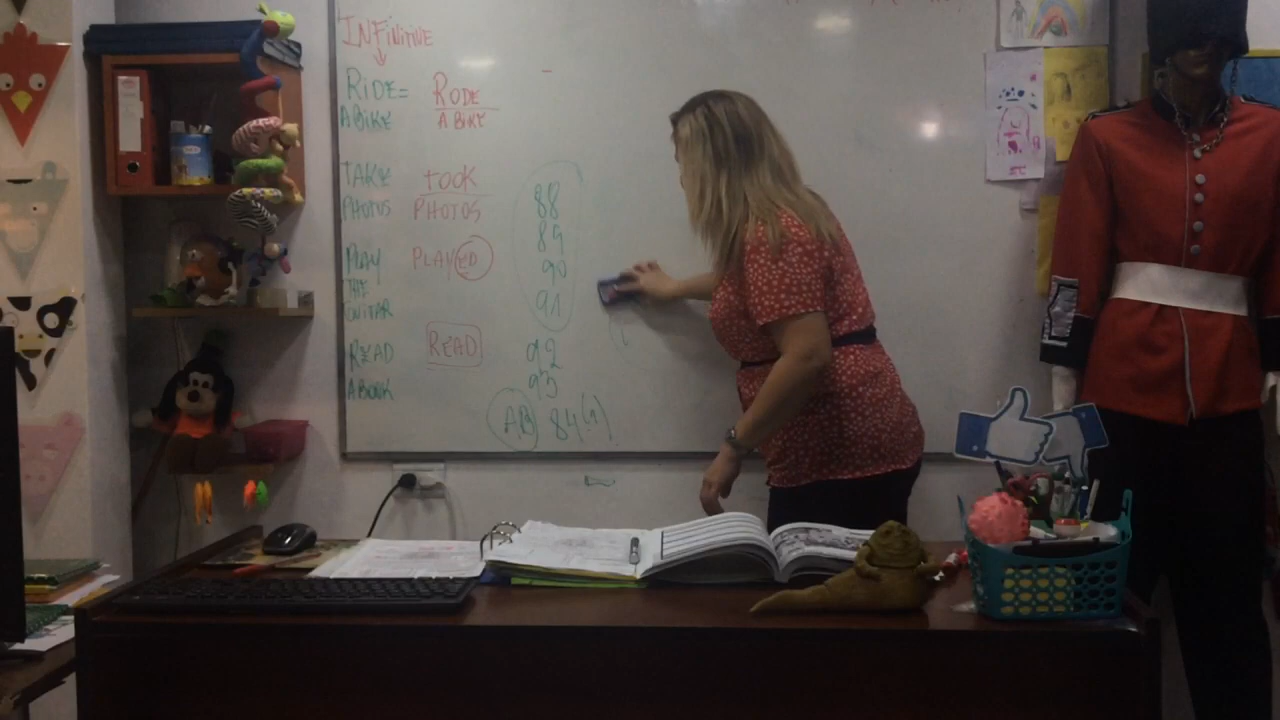 INFINITIVE
RIDE= RODE
A BIKE A BIKE
TAKE TOOK
PHOTOS PHOTOS
PLAY PLAYED
THE
GUITAR
READ READ
A BOOK
88
89
90
91
92
93
AB 84(1)